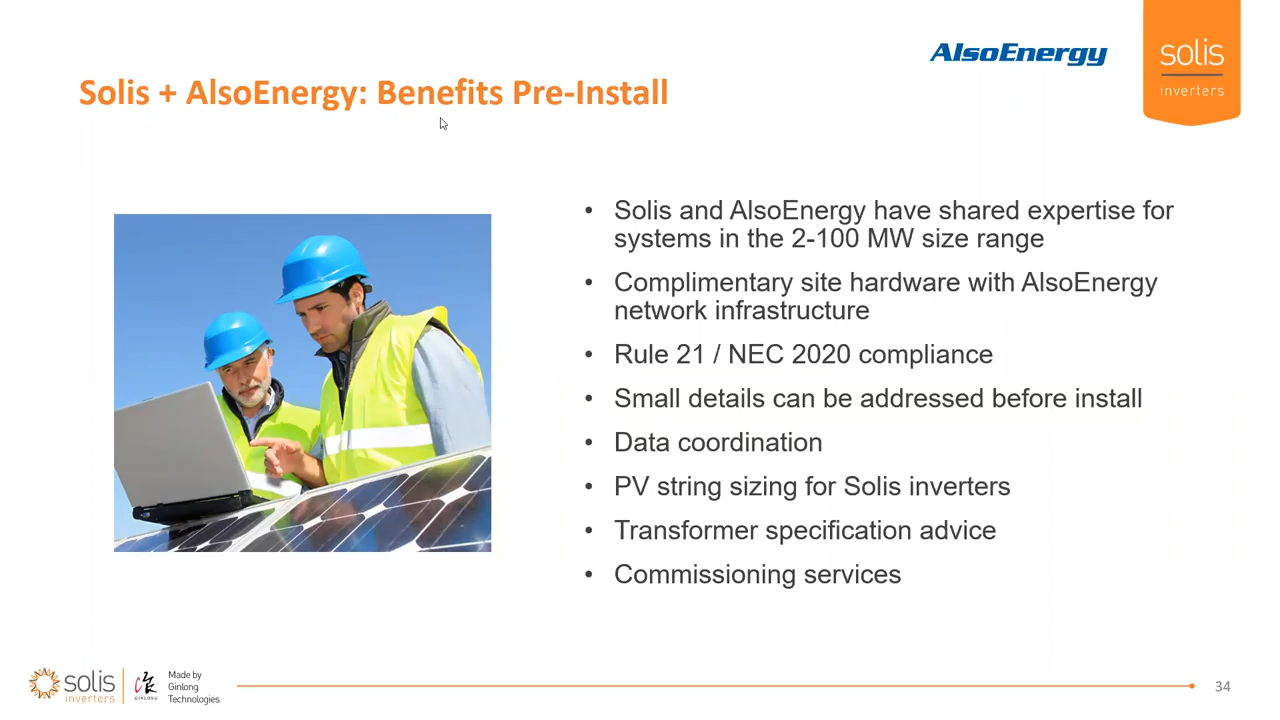 AlsoEnergy
solis
inverters
Solis + AlsoEnergy: Benefits Pre-Install
• Solis and AlsoEnergy have shared expertise for
systems in the 2-100 MW size range
• Complimentary site hardware with AlsoEnergy
network infrastructure
• Rule 21 / NEC 2020 compliance
• Small details can be addressed before install
• Data coordination
• PV string sizing for Solis inverters
• Transformer specification advice
• Commissioning services
solis
inverters
GINLONG
Made by
Ginlong
Technologies
34